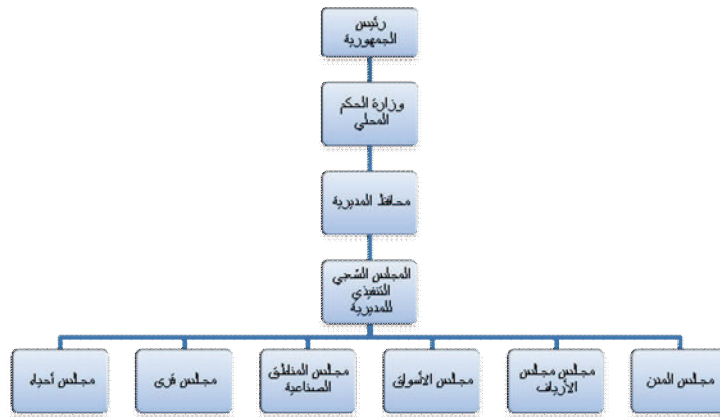 رئيس
الجمهورية
وزارة الحكم
المحلي
محافظ المديرية
المجلس الشعبي
التنفيذي
للمديرية
مجلس المدن
مجلس مجلس
الأرياف
مجلس الأسواق
مجلس المناطق
الصناعية
مجلس قرى
مجلس أحياء